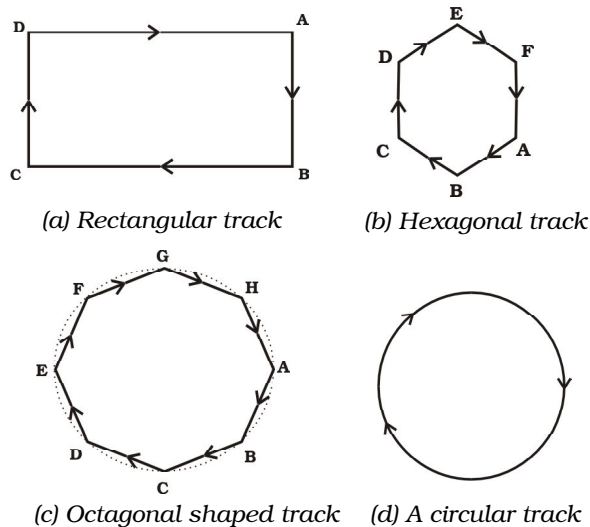 D A
C B
(a) Rectangular track
E
D F
C A
B
(b) Hexagonal track
G
F H
E A
D B
C
(c) Octagonal shaped track
(d) A circular track